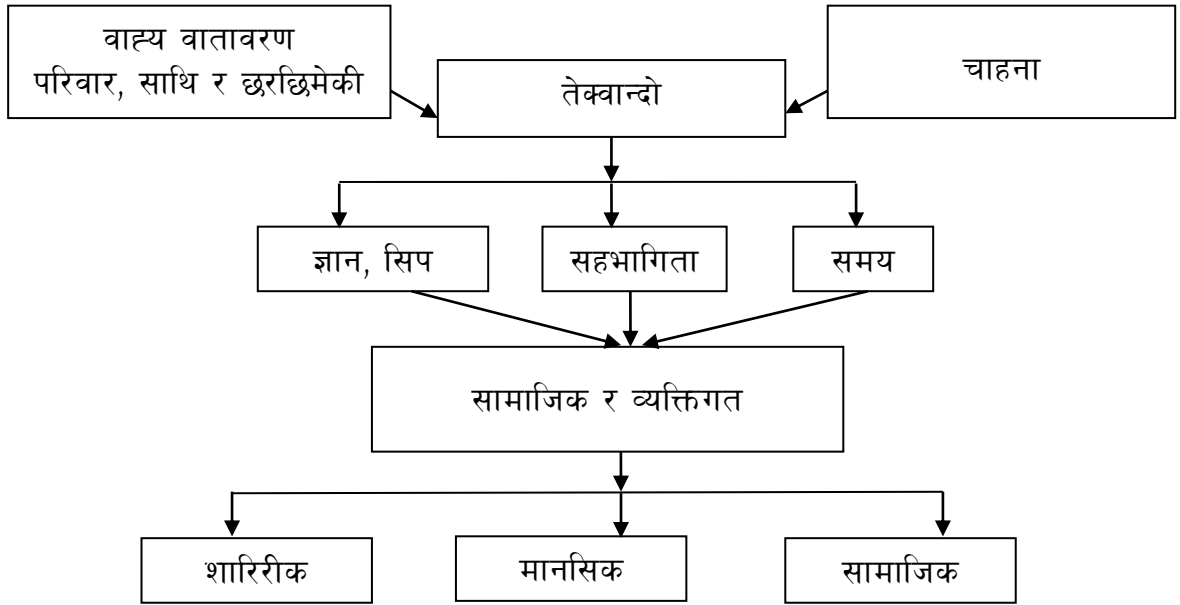 वाह्य वातावरण
परिवार, साथि र छरछिमेकी
चाहना
तेक्वान्दो
ज्ञान, सिप
सहभागिता
समय
सामाजिक र व्यक्तिगत
शारिरीक
मानसिक
सामाजिक